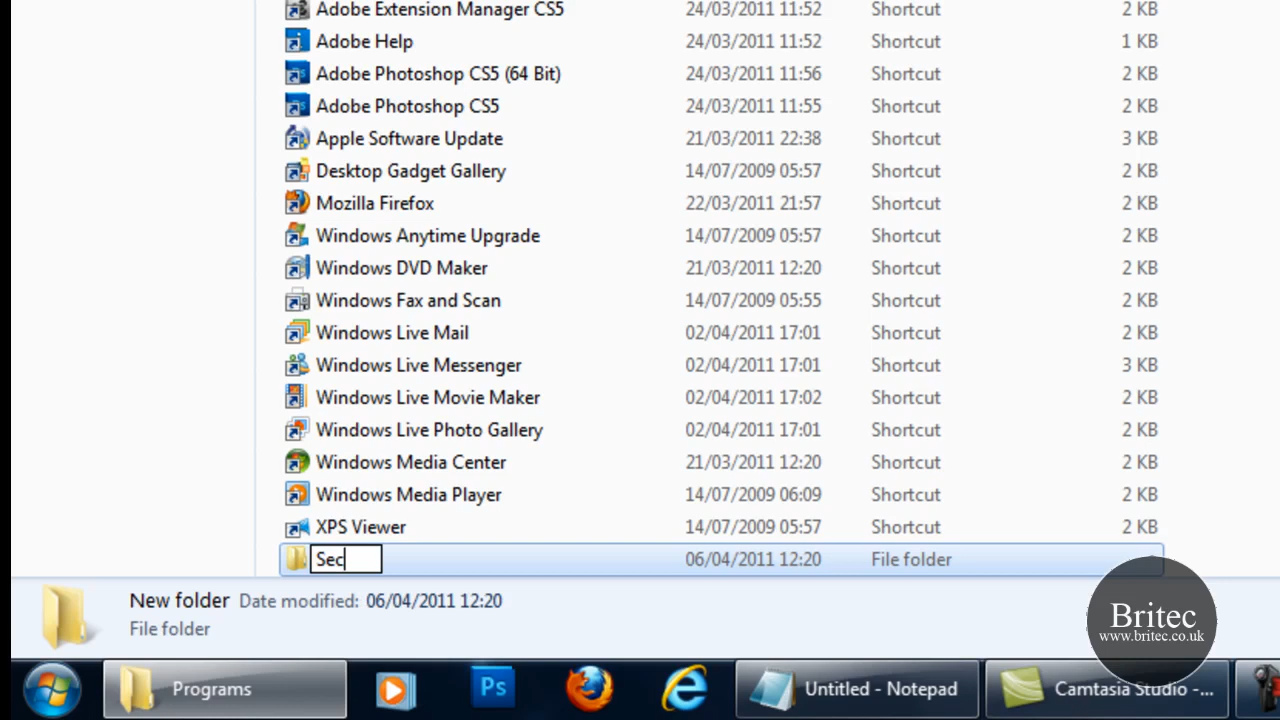 Adobe Extension Manager CS5 24/03/2011 11:52 Shortcut 2 KB
Adobe Help 24/03/2011 11:52 Shortcut 1 KB
Adobe Photoshop CS5 (64 Bit) 24/03/2011 11:56 Shortcut 2 KB
Adobe Photoshop CS5 24/03/2011 11:55 Shortcut 2 KB
Apple Software Update 21/03/2011 22:38 Shortcut 3 KB
Desktop Gadget Gallery 14/07/2009 05:57 Shortcut 2 KB
Mozilla Firefox 22/03/2011 21:57 Shortcut 2 KB
Windows Anytime Upgrade 14/07/2009 05:57 Shortcut 2 KB
Windows DVD Maker 21/03/2011 12:20 Shortcut 2 KB
Windows Fax and Scan 14/07/2009 05:55 Shortcut 2 KB
Windows Live Mail 02/04/2011 17:01 Shortcut 2 KB
Windows Live Messenger 02/04/2011 17:01 Shortcut 3 KB
Windows Live Movie Maker 02/04/2011 17:02 Shortcut 2 KB
Windows Live Photo Gallery 02/04/2011 17:01 Shortcut 2 KB
Windows Media Center 21/03/2011 12:20 Shortcut 2 KB
Windows Media Player 14/07/2009 06:09 Shortcut 2 KB
XPS Viewer 14/07/2009 05:57 Shortcut 2 KB
Sec 06/04/2011 12:20 File folder
New folder Date modified: 06/04/2011 12:20
File folder
Britec
www.britec.co.uk
Programs Ps Untitled - Notepad Camtasia Studio -...